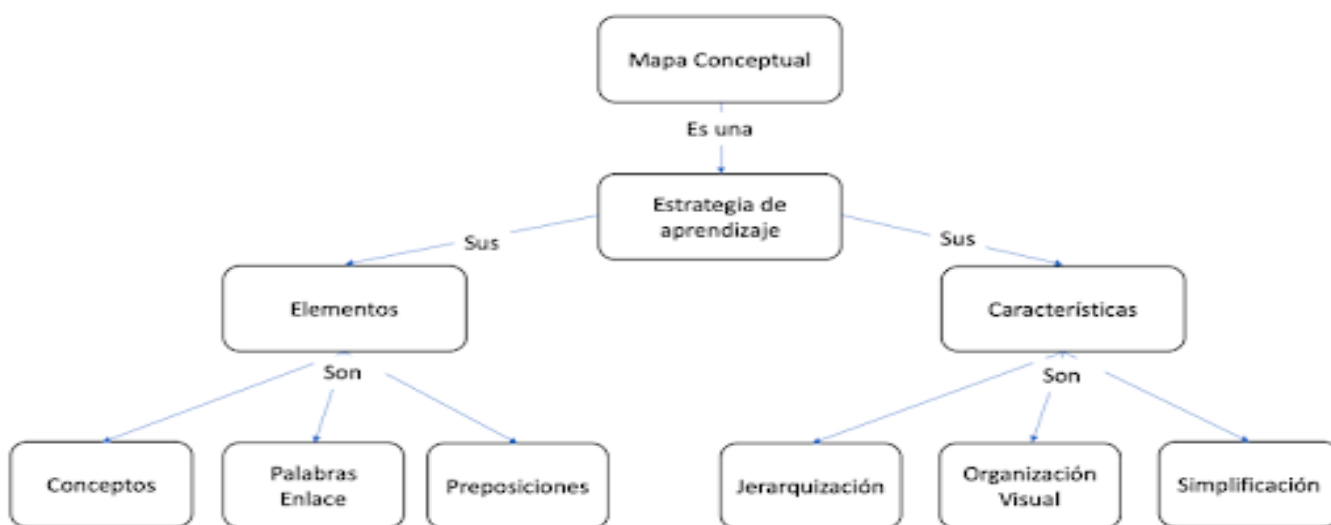 Mapa Conceptual
Es una
Estrategia de
aprendizaje
Sus
Sus
Elementos
Característícas
Son
Son
Conceptos
Palabras
Enlace
Preposiciones
Jerarquización
Organización
Visual
Simplificación